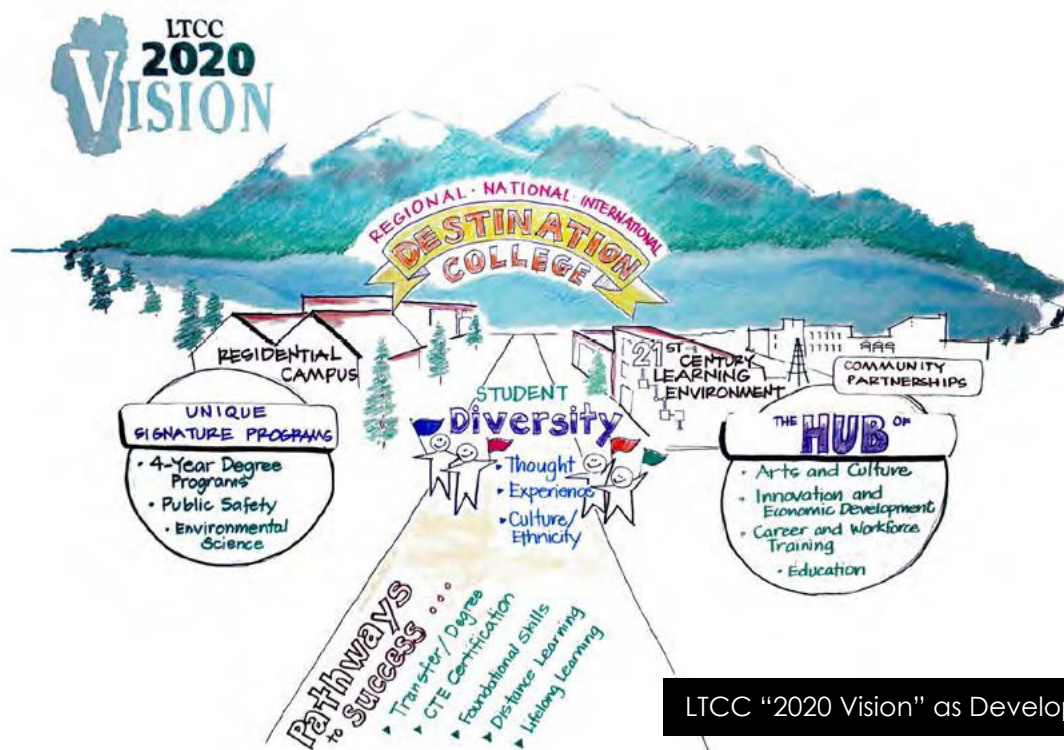 LTCC
2020
VISION
REGIONAL · NATIONAL · INTERNATIONAL
DESTINATION
COLLEGE
RESIDENTIAL
CAMPUS
21ST
CENTURY
LEARNING
ENVIRONMENT
COMMUNITY
PARTNERSHIPS
UNIQUE
SIGNATURE PROGRAMS
• 4-Year Degree
Programs
• Public Safety
• Environmental
Science
STUDENT
Diversity
• Thought
• Experience
• Culture/
Ethnicity
THE HUB OF
• Arts and Culture
• Innovation and
Economic Development
• Career and Workforce
Training
• Education
Pathways
to Success ...
▸ Transfer/Degree
▸ CTE Certification
▸ Foundational Skills
▸ Distance Learning
▸ Lifelong Learning
LTCC “2020 Vision” as Develop